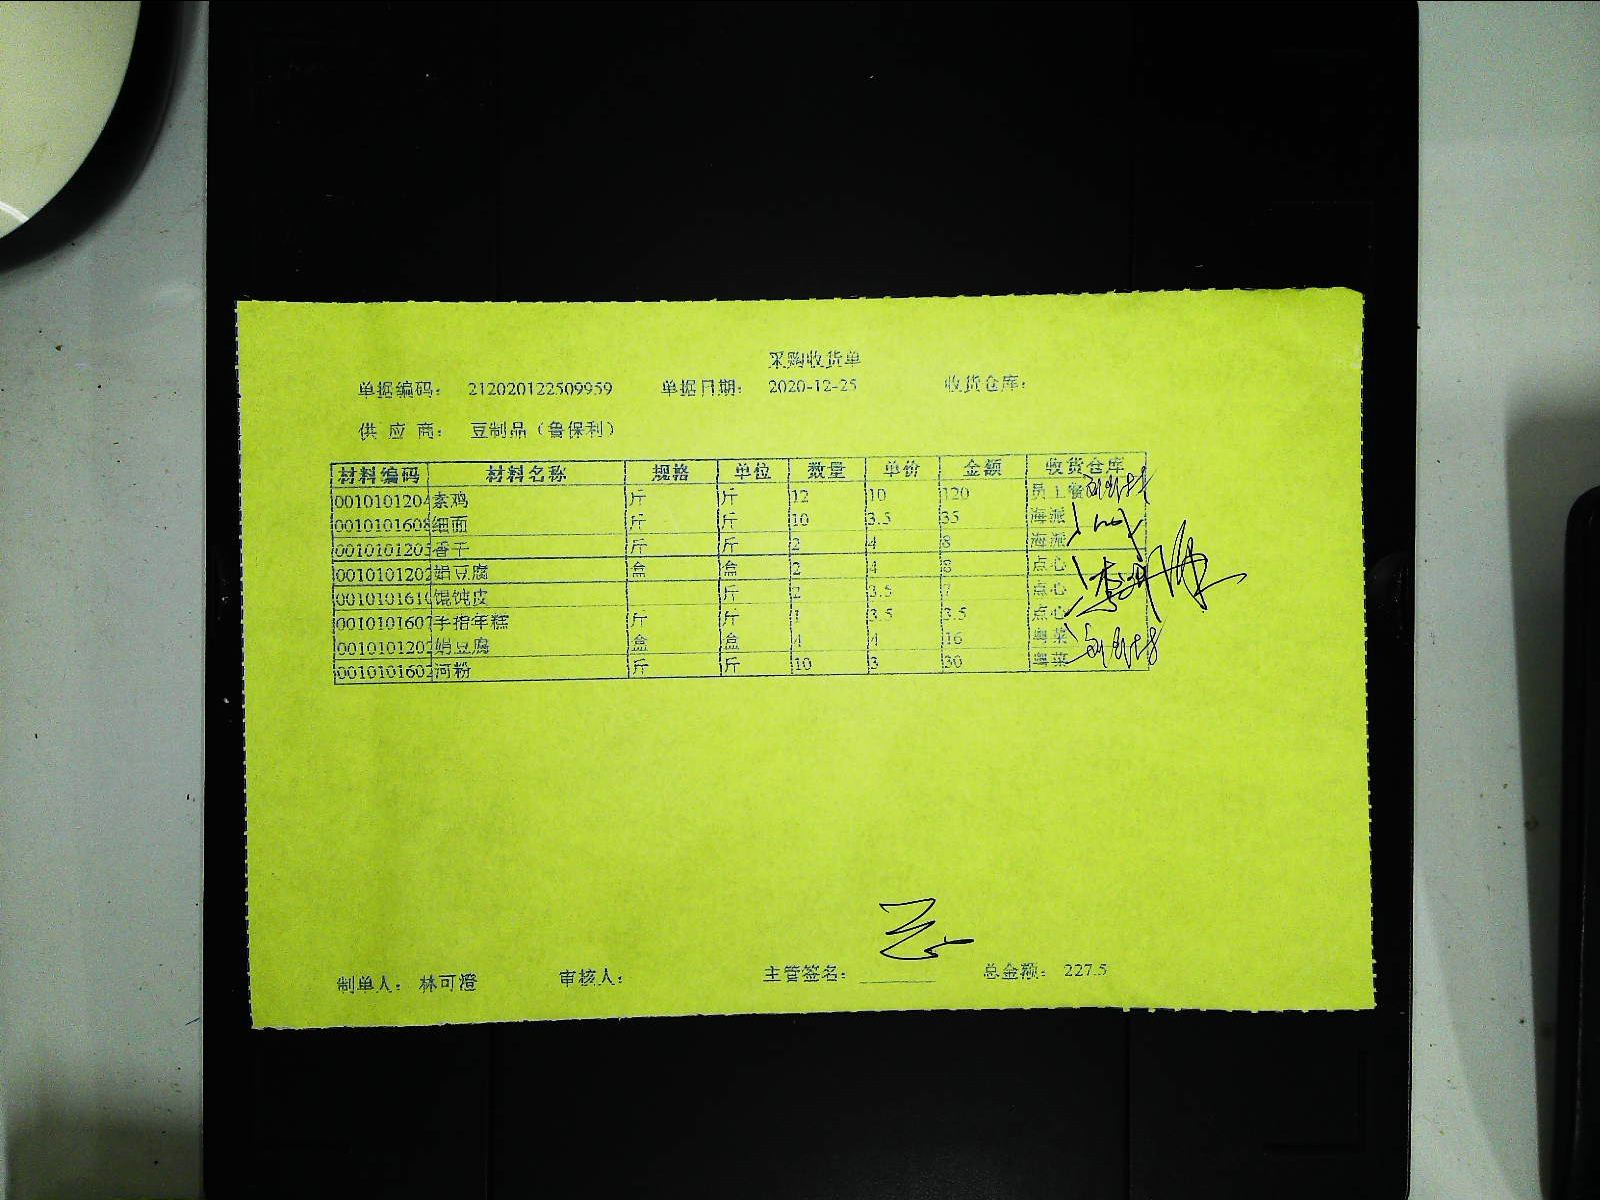 采购收货单
单据编码： 212020122509959 单据日期： 2020-12-25 收货仓库：
供 应 商： 豆制品（鲁保利）
材料编码 材料名称 规格 单位 数量 单价 金额 收货仓库
0010101204 素鸡 斤 斤 12 10 120 员工餐
0010101608 细面 斤 斤 10 3.5 35 海派
0010101205 香干 斤 斤 2 4 8 海派
0010101202 娟豆腐 盒 盒 2 4 8 点心
0010101610 馄饨皮 斤 2 3.5 7 点心
0010101607 手指年糕 斤 斤 1 3.5 3.5 点心
0010101202 娟豆腐 盒 盒 4 4 16 粤菜
0010101602 河粉 斤 斤 10 3 30 粤菜
制单人： 林可澄 审核人： 主管签名： 总金额： 227.5